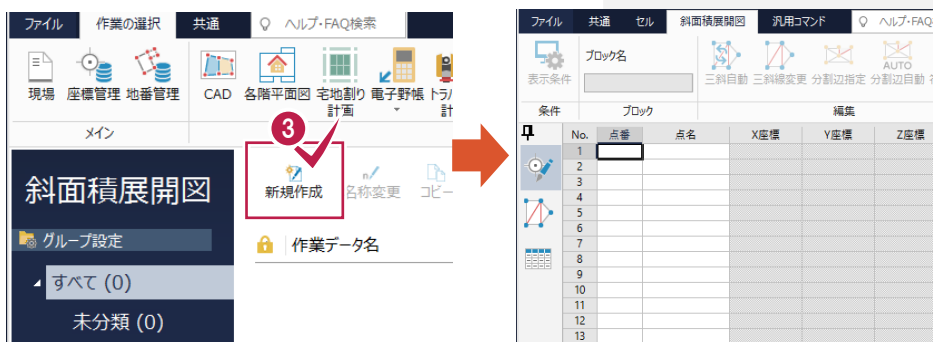 ファイル 作業の選択 共通 ヘルプ・FAQ検索
現場 座標管理 地番管理 CAD 各階平面図 宅地割り計画 電子野帳
メイン
3
新規作成 名称変更 コピー
斜面積展開図
グループ設定
作業データ名
すべて (0)
未分類 (0)
ファイル 共通 セル 斜面積展開図 汎用コマンド ヘルプ・FAQ
表示条件 ブロック名 三斜自動 三斜線変更 分割辺指定 AUTO 分割辺自動
条件 ブロック 編集
No. 点番 点名 X座標 Y座標 Z座標
1
2
3
4
5
6
7
8
9
10
11
12
13